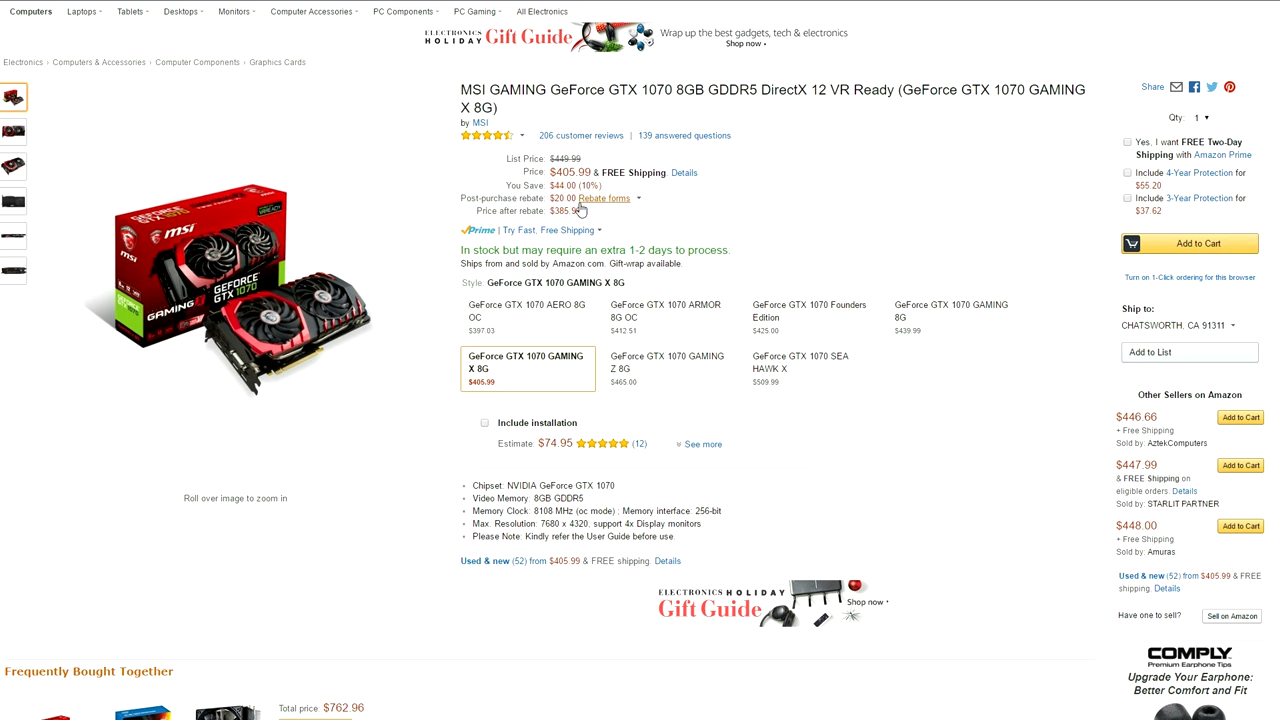 Computers Laptops Tablets Desktops Monitors Computer Accessories PC Components PC Gaming All Electronics
ELECTRONICS HOLIDAY Gift Guide Wrap up the best gadgets, tech & electronics
Shop now
Electronics › Computers & Accessories › Computer Components › Graphics Cards
MSI GAMING GeForce GTX 1070 8GB GDDR5 DirectX 12 VR Ready (GeForce GTX 1070 GAMING
X 8G)
by MSI
206 customer reviews | 139 answered questions
List Price: $449.99
Price: $405.99 & FREE Shipping. Details
You Save: $44.00 (10%)
Post-purchase rebate: $20.00 Rebate forms
Price after rebate: $385.9
Prime | Try Fast, Free Shipping
In stock but may require an extra 1-2 days to process.
Ships from and sold by Amazon.com. Gift-wrap available.
Style: GeForce GTX 1070 GAMING X 8G
GeForce GTX 1070 AERO 8G
OC
$397.03
GeForce GTX 1070 ARMOR
8G OC
$412.51
GeForce GTX 1070 Founders
Edition
$425.00
GeForce GTX 1070 GAMING
8G
$439.99
GeForce GTX 1070 GAMING
X 8G
$405.99
GeForce GTX 1070 GAMING
Z 8G
$465.00
GeForce GTX 1070 SEA
HAWK X
$509.99
Include installation
Estimate: $74.95 (12) See more
• Chipset: NVIDIA GeForce GTX 1070
• Video Memory: 8GB GDDR5
• Memory Clock: 8108 MHz (oc mode) ; Memory interface: 256-bit
• Max. Resolution: 7680 x 4320, support 4x Display monitors
• Please Note: Kindly refer the User Guide before use.
Used & new (52) from $405.99 & FREE shipping. Details
ELECTRONICS HOLIDAY
Gift Guide
Shop now
GEFORCE GTX
1070
msi
GAMING X
GEFORCE
GTX 1070
Roll over image to zoom in
Share
Qty: 1
Yes, I want FREE Two-Day
Shipping with Amazon Prime
Include 4-Year Protection for
$55.20
Include 3-Year Protection for
$37.62
Add to Cart
Turn on 1-Click ordering for this browser
Ship to:
CHATSWORTH, CA 91311
Add to List
Other Sellers on Amazon
$446.66 Add to Cart
+ Free Shipping
Sold by: AztekComputers
$447.99 Add to Cart
& FREE Shipping on
eligible orders. Details
Sold by: STARLIT PARTNER
$448.00 Add to Cart
+ Free Shipping
Sold by: Amuras
Used & new (52) from $405.99 & FREE
shipping. Details
Have one to sell? Sell on Amazon
COMPLY
Premium Earphone Tips
Upgrade Your Earphone:
Better Comfort and Fit
Frequently Bought Together
Total price: $762.96